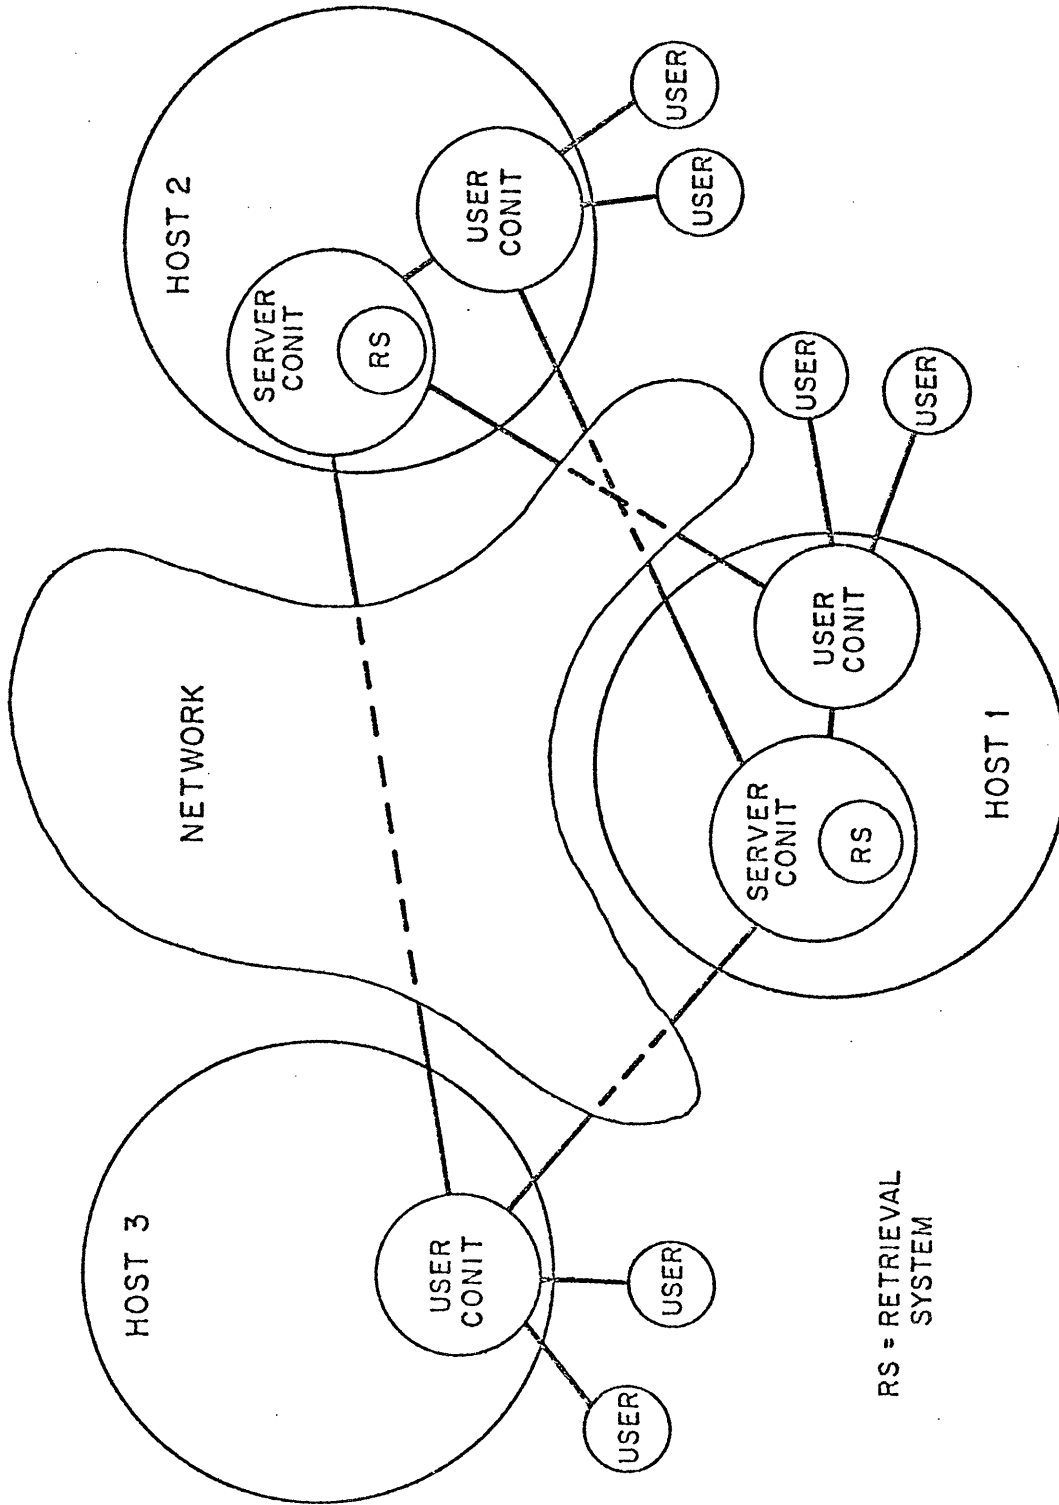 HOST 3
USER
CONIT
USER
USER
NETWORK
HOST 2
SERVER
CONIT
RS
USER
CONIT
USER
USER
SERVER
CONIT
RS
USER
CONIT
HOST 1
USER
USER
RS = RETRIEVAL
SYSTEM